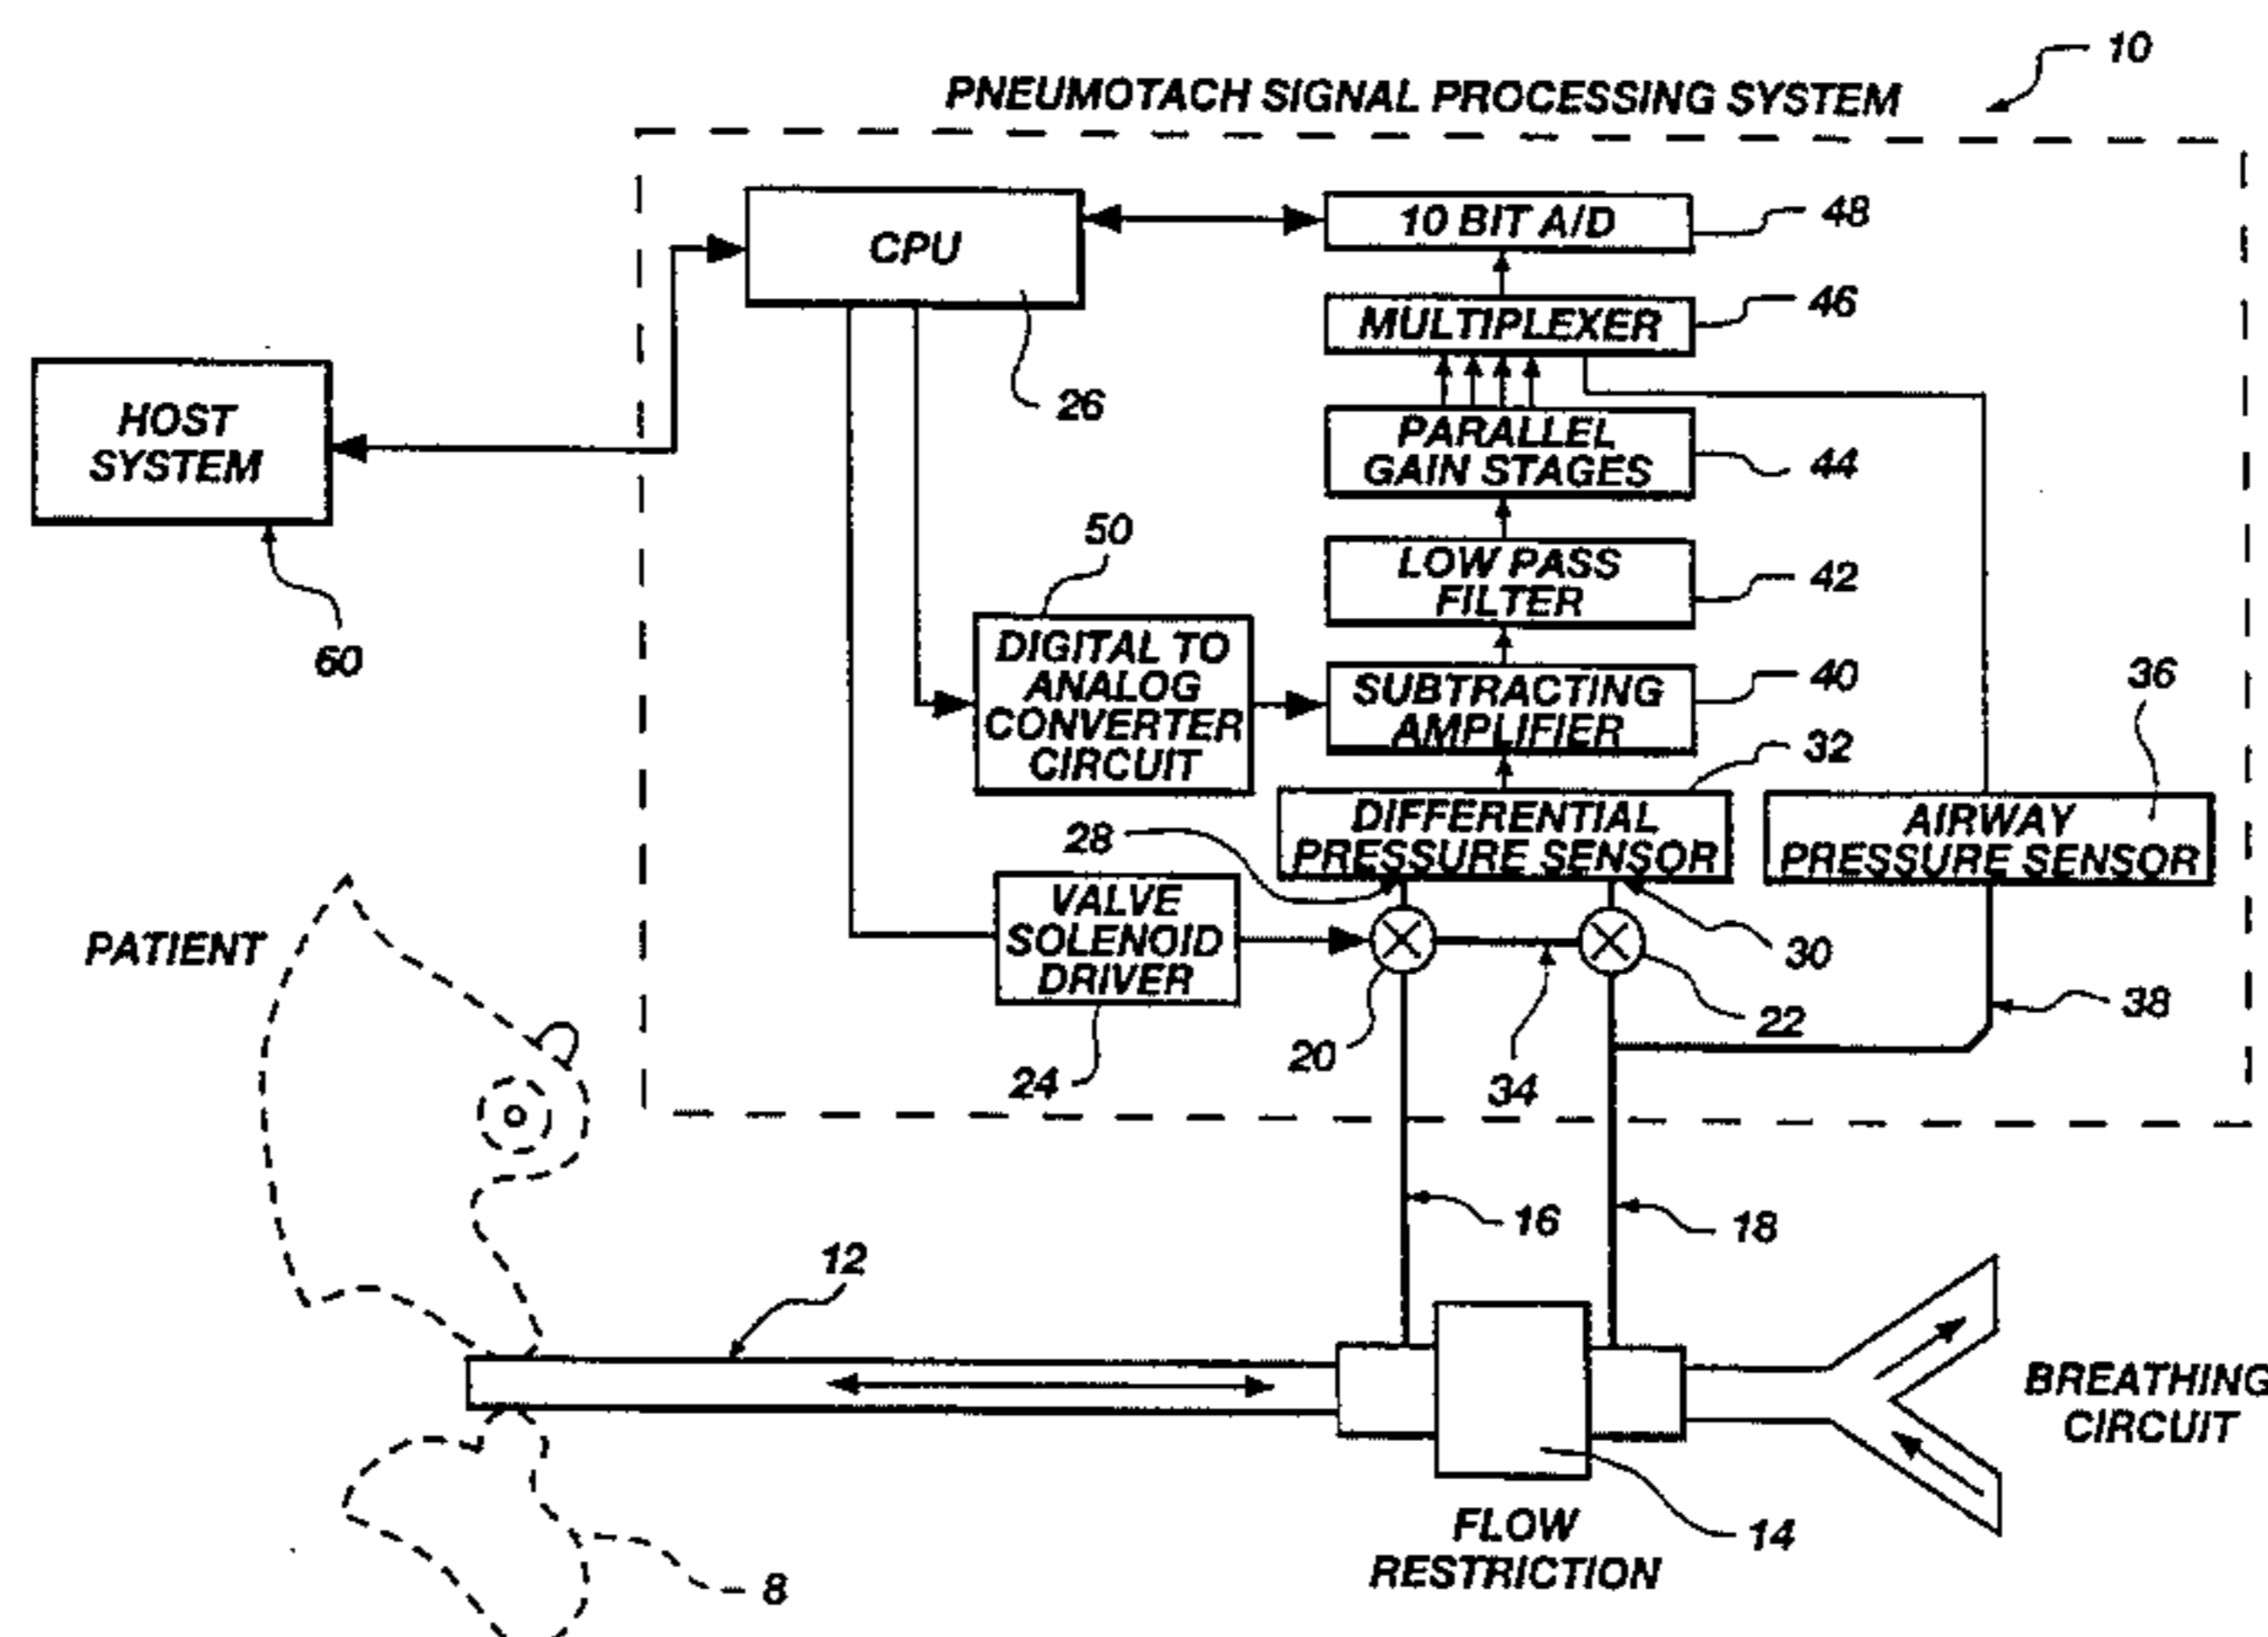 10
PNEUMOTACH SIGNAL PROCESSING SYSTEM
CPU
10 BIT A/D
48
MULTIPLEXER
46
26
HOST
SYSTEM
PARALLEL
GAIN STAGES
44
50
LOW PASS
FILTER
42
60
DIGITAL TO
ANALOG
CONVERTER
CIRCUIT
SUBTRACTING
AMPLIFIER
40
36
32
28
DIFFERENTIAL
PRESSURE SENSOR
AIRWAY
PRESSURE SENSOR
PATIENT
VALVE
SOLENOID
DRIVER
30
38
20
22
24
34
16
18
12
BREATHING
CIRCUIT
FLOW
RESTRICTION
14
8